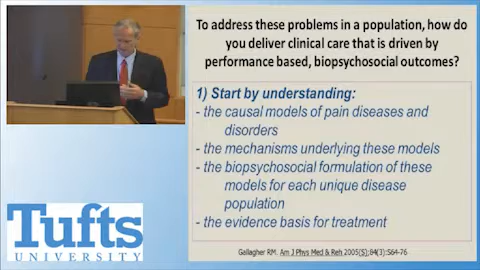 To address these problems in a population, how do
you deliver clinical care that is driven by
performance based, biopsychosocial outcomes?
1) Start by understanding:
- the causal models of pain diseases and
disorders
- the mechanisms underlying these models
- the biopsychosocial formulation of these
models for each unique disease
population
- the evidence basis for treatment
Gallagher RM. Am J Phys Med & Reh 2005(S);84(3):S64-76
Tufts
UNIVERSITY